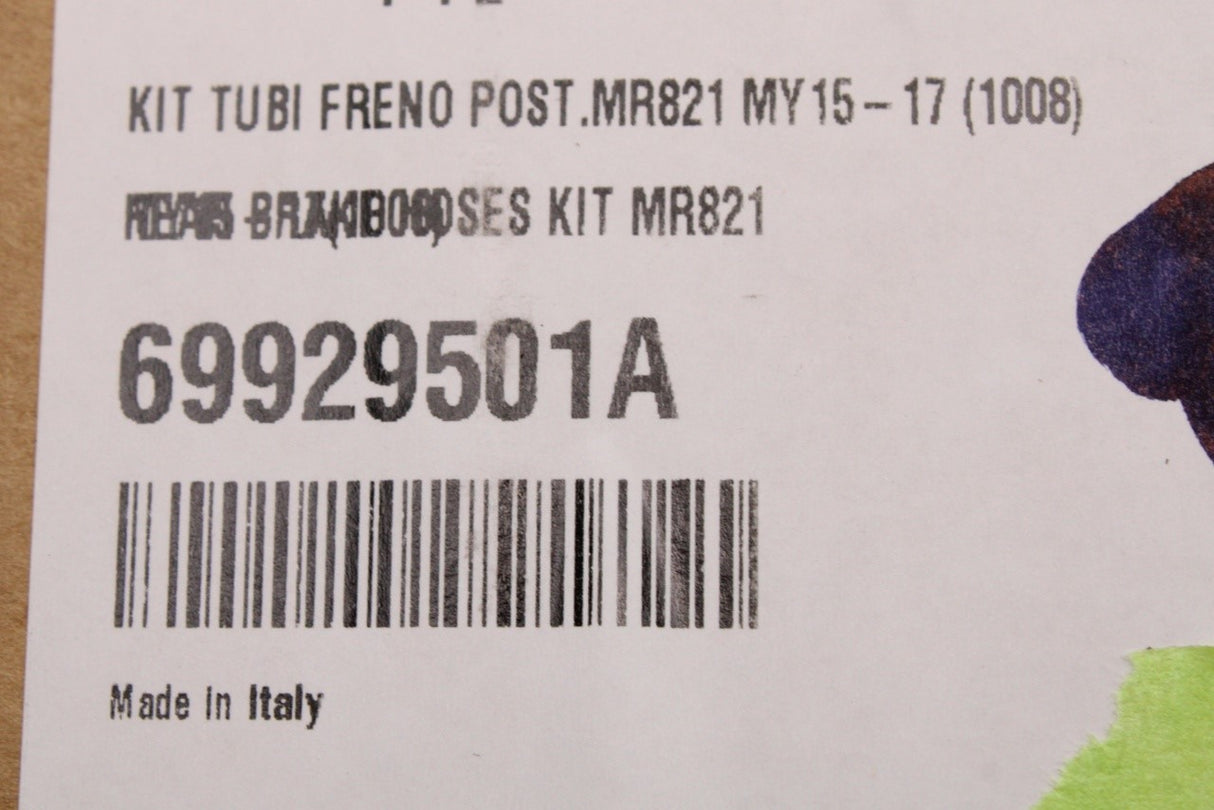 KIT TUBI FRENO POST.MR821 MY15-17 (1008)
KIT MR821
69929501A
Made in Italy